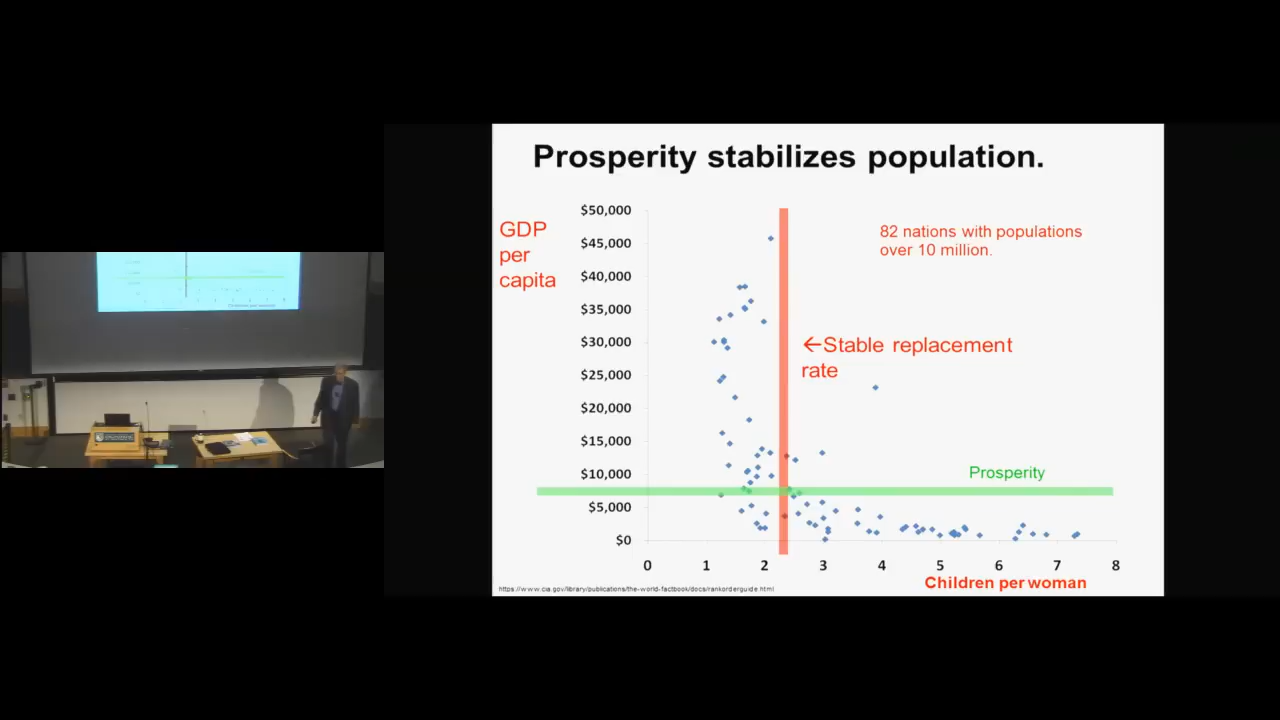 Prosperity stabilizes population.
GDP
per
capita
$50,000
$45,000
$40,000
$35,000
$30,000
$25,000
$20,000
$15,000
$10,000
$5,000
$0
82 nations with populations
over 10 million.
←Stable replacement
rate
Prosperity
0 1 2 3 4 5 6 7 8
Children per woman
https://www.cia.gov/library/publications/the-world-factbook/docs/rankorderguide.html